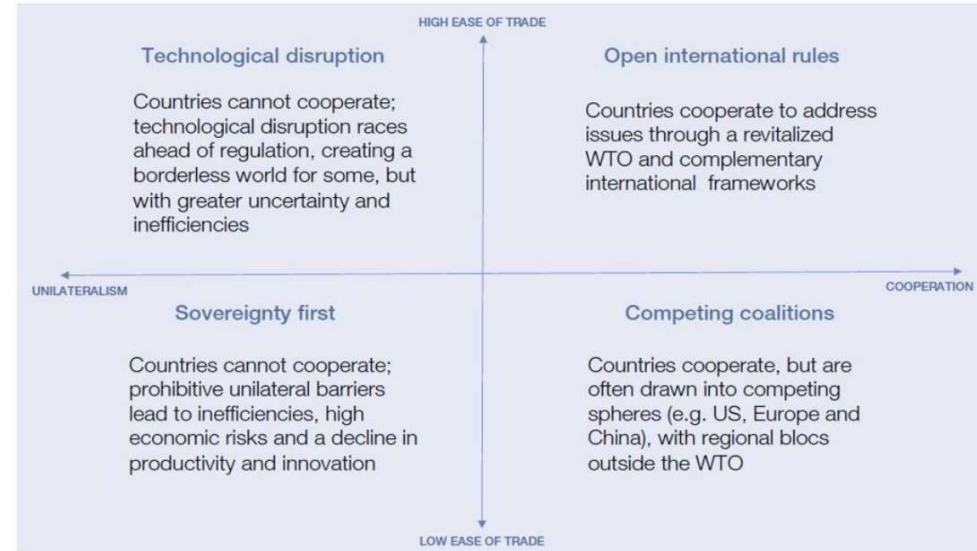 HIGH EASE OF TRADE
Technological disruption
Countries cannot cooperate;
technological disruption races
ahead of regulation, creating a
borderless world for some, but
with greater uncertainty and
inefficiencies
Open international rules
Countries cooperate to address
issues through a revitalized
WTO and complementary
international frameworks
UNILATERALISM
COOPERATION
Sovereignty first
Countries cannot cooperate;
prohibitive unilateral barriers
lead to inefficiencies, high
economic risks and a decline in
productivity and innovation
Competing coalitions
Countries cooperate, but are
often drawn into competing
spheres (e.g. US, Europe and
China), with regional blocs
outside the WTO
LOW EASE OF TRADE